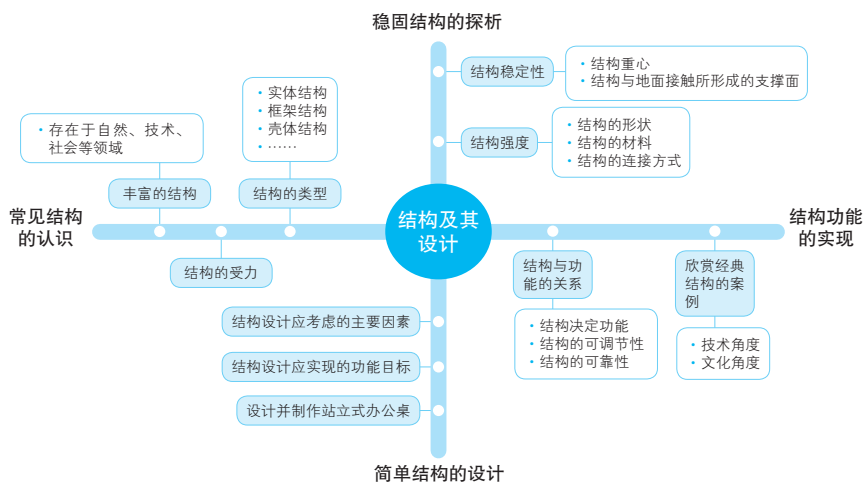 稳固结构的探析
结构稳定性
·结构重心
·结构与地面接触所形成的支撑面
结构强度
·结构的形状
·结构的材料
·结构的连接方式
·实体结构
·框架结构
·壳体结构
·……
结构的类型
·存在于自然、技术、
社会等领域
丰富的结构
常见结构
的认识
结构的受力
结构及其
设计
结构功能
的实现
结构与功
能的关系
·结构决定功能
·结构的可调节性
·结构的可靠性
欣赏经典
结构的案
例
·技术角度
·文化角度
结构设计应考虑的主要因素
结构设计应实现的功能目标
设计并制作站立式办公桌
简单结构的设计